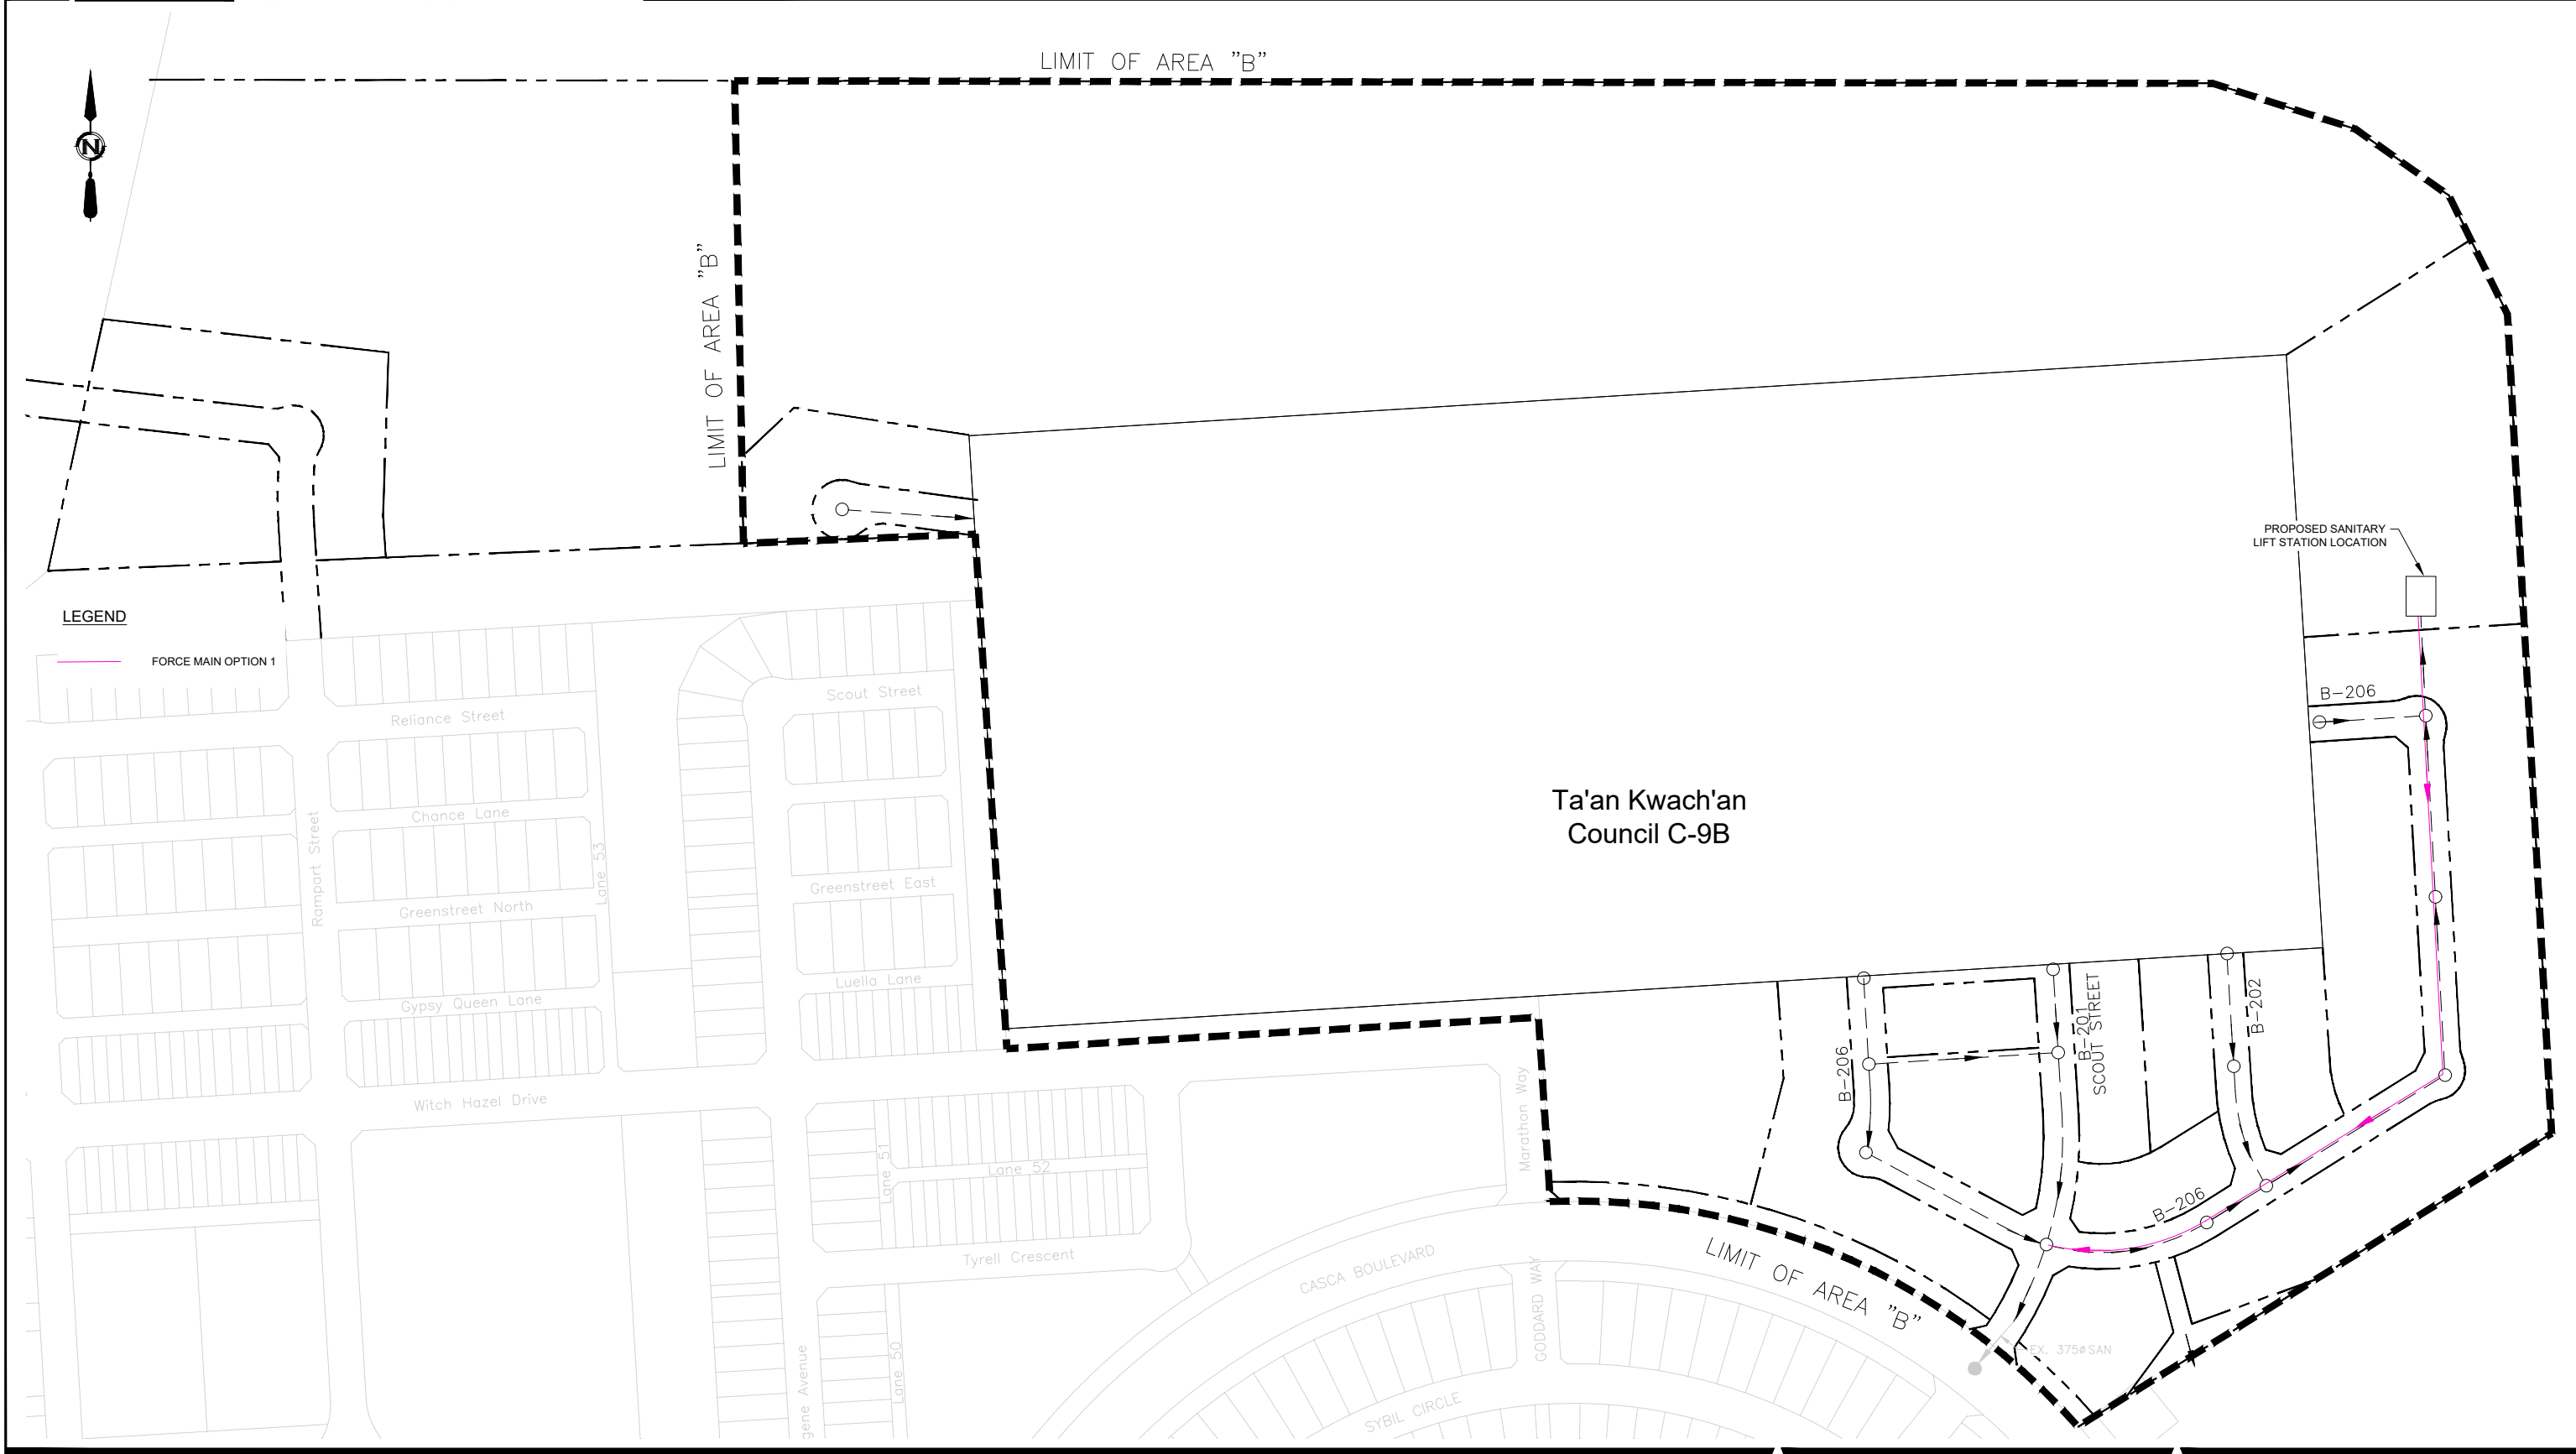 LIMIT OF AREA "B"
N
LIMIT OF AREA "B"
PROPOSED SANITARY
LIFT STATION LOCATION
LEGEND
FORCE MAIN OPTION 1
Scout Street
Reliance Street
B-206
Ta'an Kwach'an
Council C-9B
Rampart Street
Chance Lane
Lane 53
Greenstreet East
Greenstreet North
Luella Lane
Gypsy Queen Lane
B-206
B-201
SCOUT STREET
B-202
Witch Hazel Drive
Marathon Way
Lane 51
Lane 52
B-206
Tyrell Crescent
CASCA BOULEVARD
GODDARD WAY
LIMIT OF AREA "B"
EX. 375ø SAN
gene Avenue
Lane 50
SYBIL CIRCLE